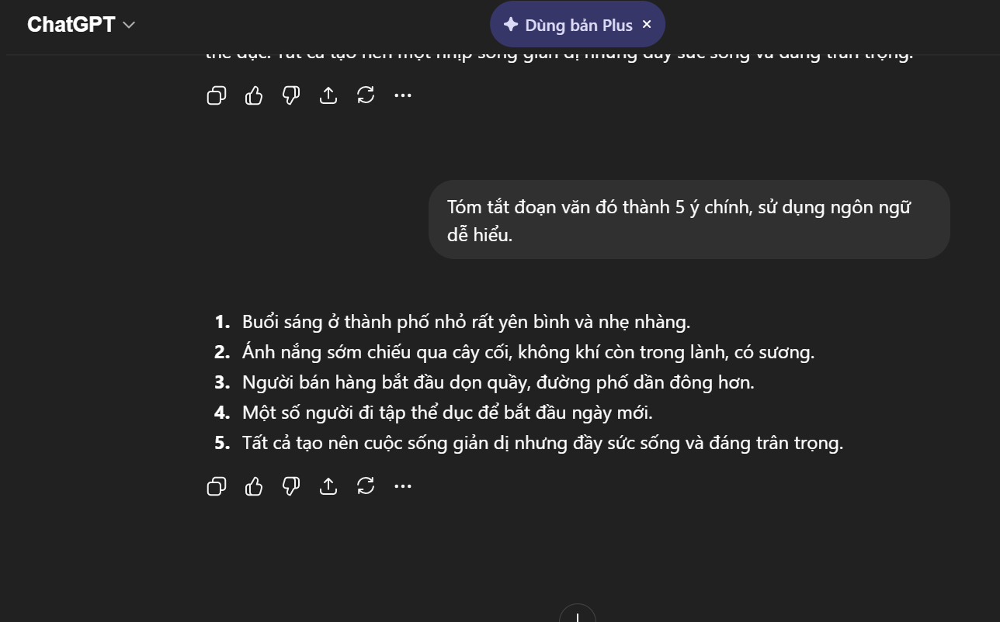 ChatGPT
Dùng bản Plus
thể dục. Tất cả tạo nên một nhịp sống giản dị nhưng đầy sức sống và đáng trân trọng.
Tóm tắt đoạn văn đó thành 5 ý chính, sử dụng ngôn ngữ
dễ hiểu.
1. Buổi sáng ở thành phố nhỏ rất yên bình và nhẹ nhàng.
2. Ánh nắng sớm chiếu qua cây cối, không khí còn trong lành, có sương.
3. Người bán hàng bắt đầu dọn quầy, đường phố dần đông hơn.
4. Một số người đi tập thể dục để bắt đầu ngày mới.
5. Tất cả tạo nên cuộc sống giản dị nhưng đầy sức sống và đáng trân trọng.